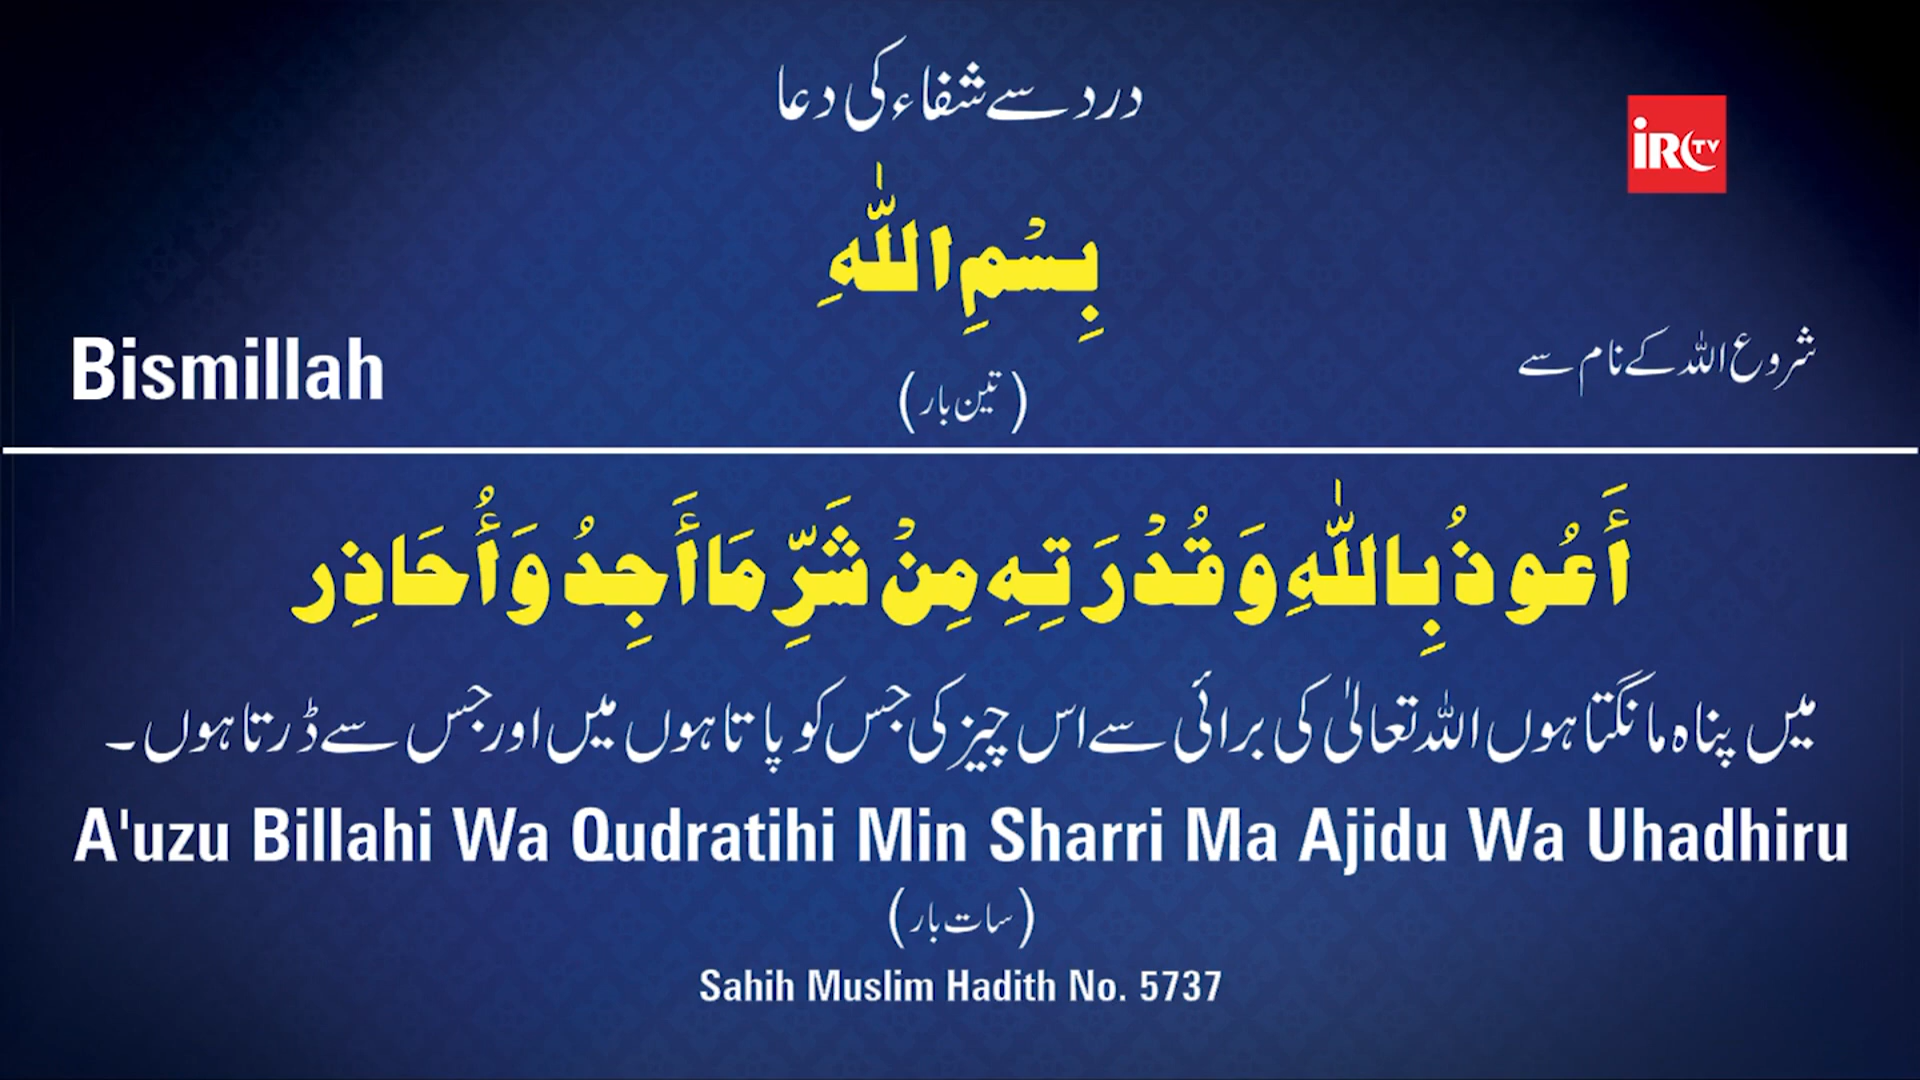 درد سے شفاء کی دعا
iRC TV
بِسْمِ اللّٰهِ
Bismillah
شروع اللہ کے نام سے
(تین بار)
أَعُوذُ بِاللّٰهِ وَقُدْرَتِهِ مِنْ شَرِّ مَا أَجِدُ وَأُحَاذِر
میں پناہ مانگتا ہوں اللہ تعالیٰ کی برائی سے اس چیز کی جس کو پاتا ہوں میں اور جس سے ڈرتا ہوں۔
A'uzu Billahi Wa Qudratihi Min Sharri Ma Ajidu Wa Uhadhiru
(سات بار)
Sahih Muslim Hadith No. 5737